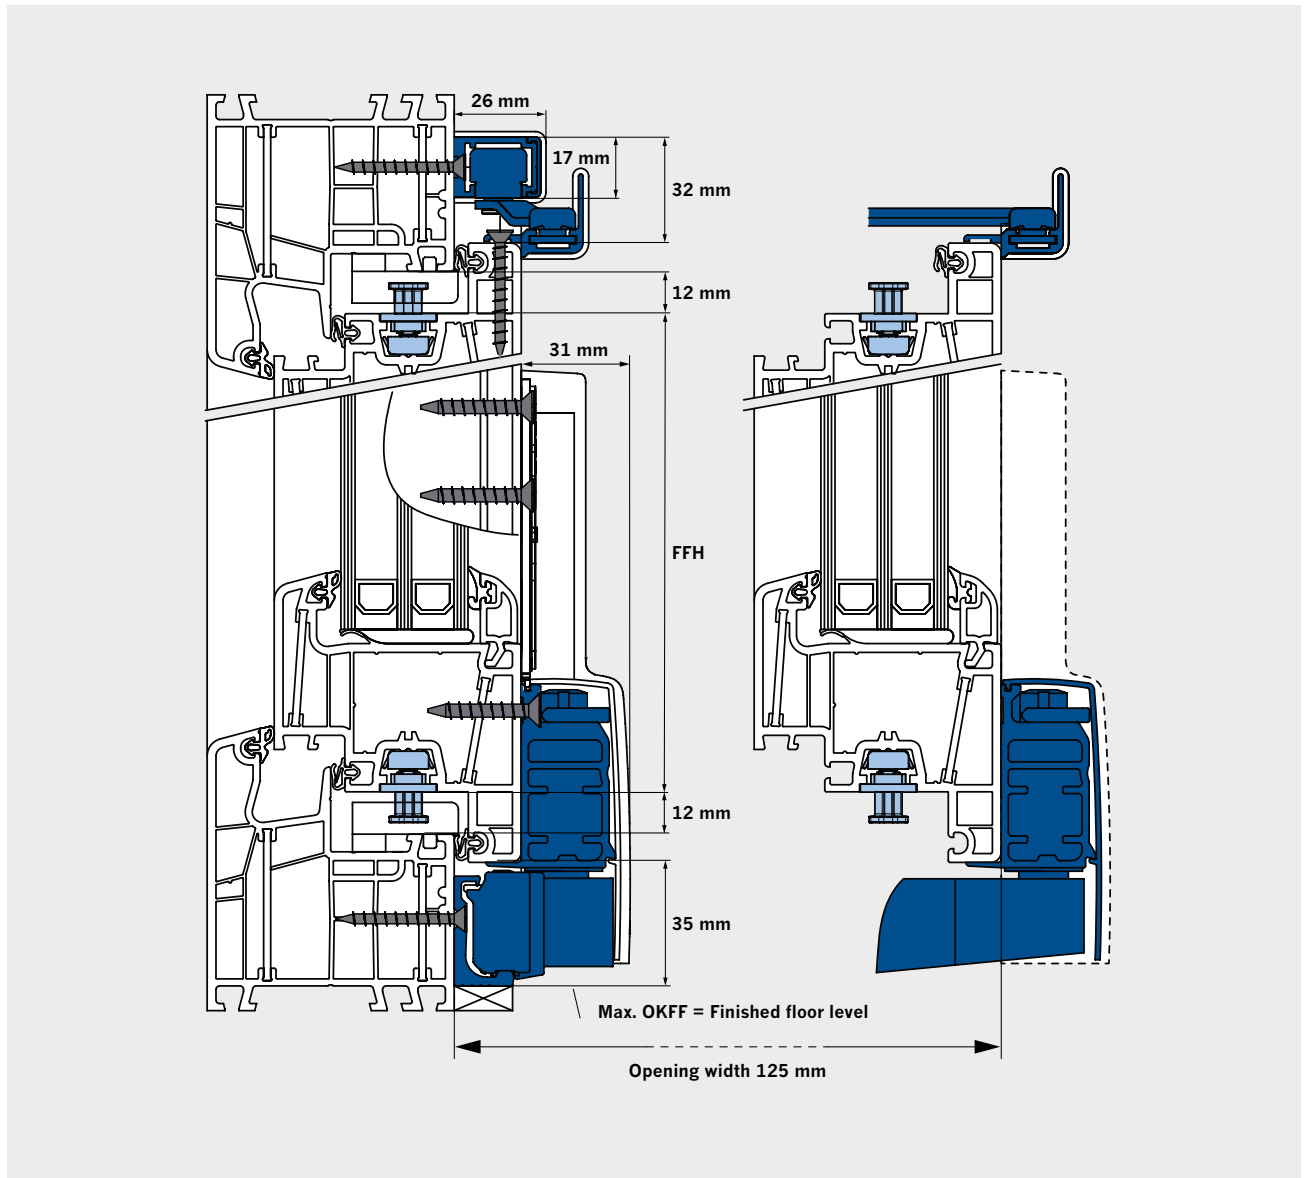 26 mm
17 mm
32 mm
12 mm
31 mm
FFH
12 mm
35 mm
Max. OKFF = Finished floor level
Opening width 125 mm